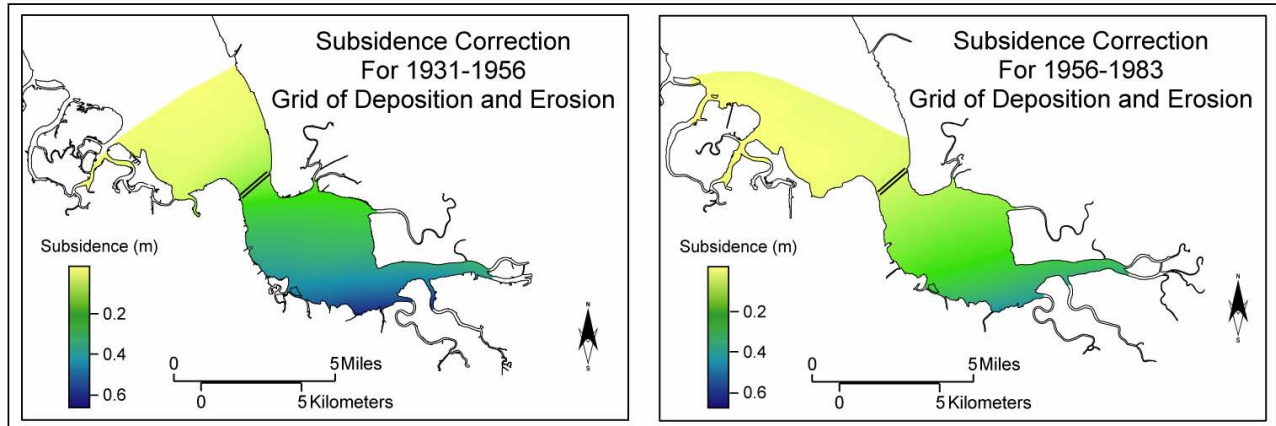 Subsidence Correction
For 1931-1956
Grid of Deposition and Erosion
Subsidence (m)
0.2
0.4
0.6
N
S
0 5 Miles
0 5 Kilometers
Subsidence Correction
For 1956-1983
Grid of Deposition and Erosion
Subsidence (m)
0.2
0.4
0.6
N
S
0 5 Miles
0 5 Kilometers